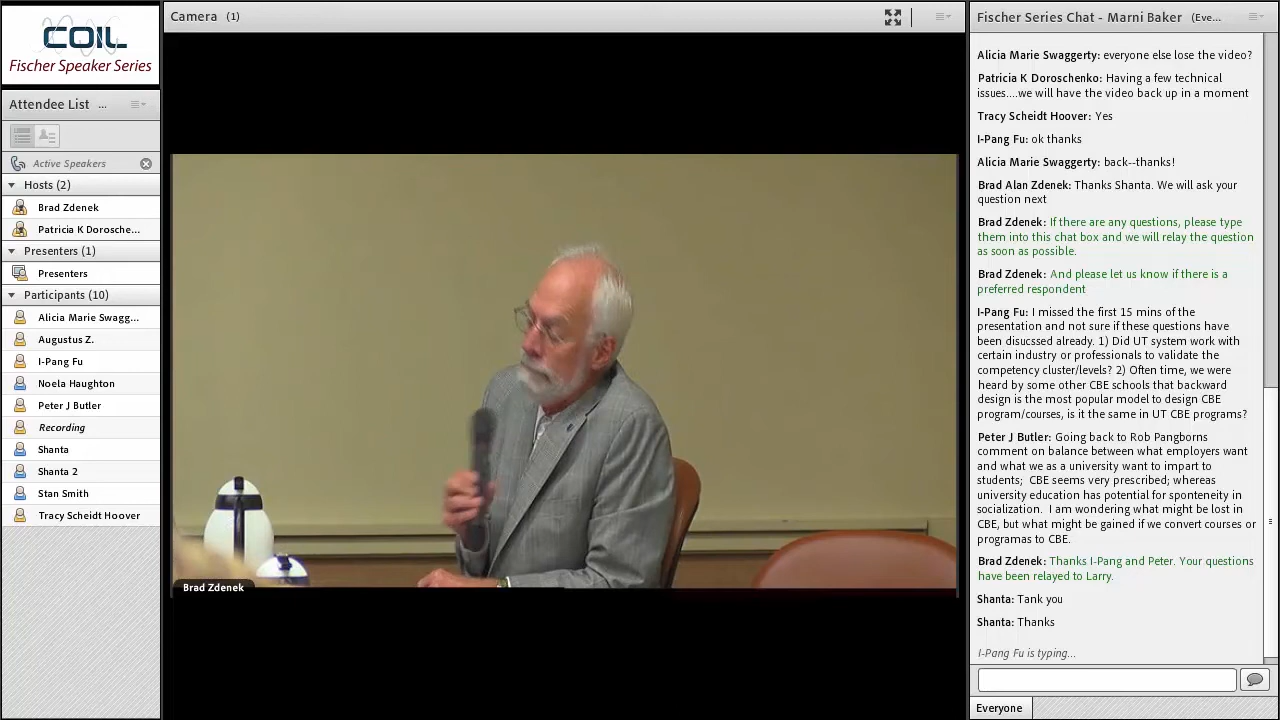 COIL
Fischer Speaker Series
Attendee List ...
Active Speakers
Hosts (2)
Brad Zdenek
Patricia K Dorosche...
Presenters (1)
Presenters
Participants (10)
Alicia Marie Swagg...
Augustus Z.
I-Pang Fu
Noela Haughton
Peter J Butler
Recording
Shanta
Shanta 2
Stan Smith
Tracy Scheidt Hoover
Camera (1)
Brad Zdenek
Fischer Series Chat - Marni Baker (Eve...
Alicia Marie Swaggerty: everyone else lose the video?
Patricia K Doroschenko: Having a few technical
issues....we will have the video back up in a moment
Tracy Scheidt Hoover: Yes
I-Pang Fu: ok thanks
Alicia Marie Swaggerty: back--thanks!
Brad Alan Zdenek: Thanks Shanta. We will ask your
question next
Brad Zdenek: If there are any questions, please type
them into this chat box and we will relay the question
as soon as possible.
Brad Zdenek: And please let us know if there is a
preferred respondent
I-Pang Fu: I missed the first 15 mins of the
presentation and not sure if these questions have
been disucssed already. 1) Did UT system work with
certain industry or professionals to validate the
competency cluster/levels? 2) Often time, we were
heard by some other CBE schools that backward
design is the most popular model to design CBE
program/courses, is it the same in UT CBE programs?
Peter J Butler: Going back to Rob Pangborns
comment on balance between what employers want
and what we as a university want to impart to
students; CBE seems very prescribed; whereas
university education has potential for spinteneity in
socialization. I am wondering what might be lost in
CBE, but what might be gained if we convert courses or
programas to CBE.
Brad Zdenek: Thanks I-Pang and Peter. Your questions
have been relayed to Larry.
Shanta: Tank you
Shanta: Thanks
I-Pang Fu is typing...
Everyone